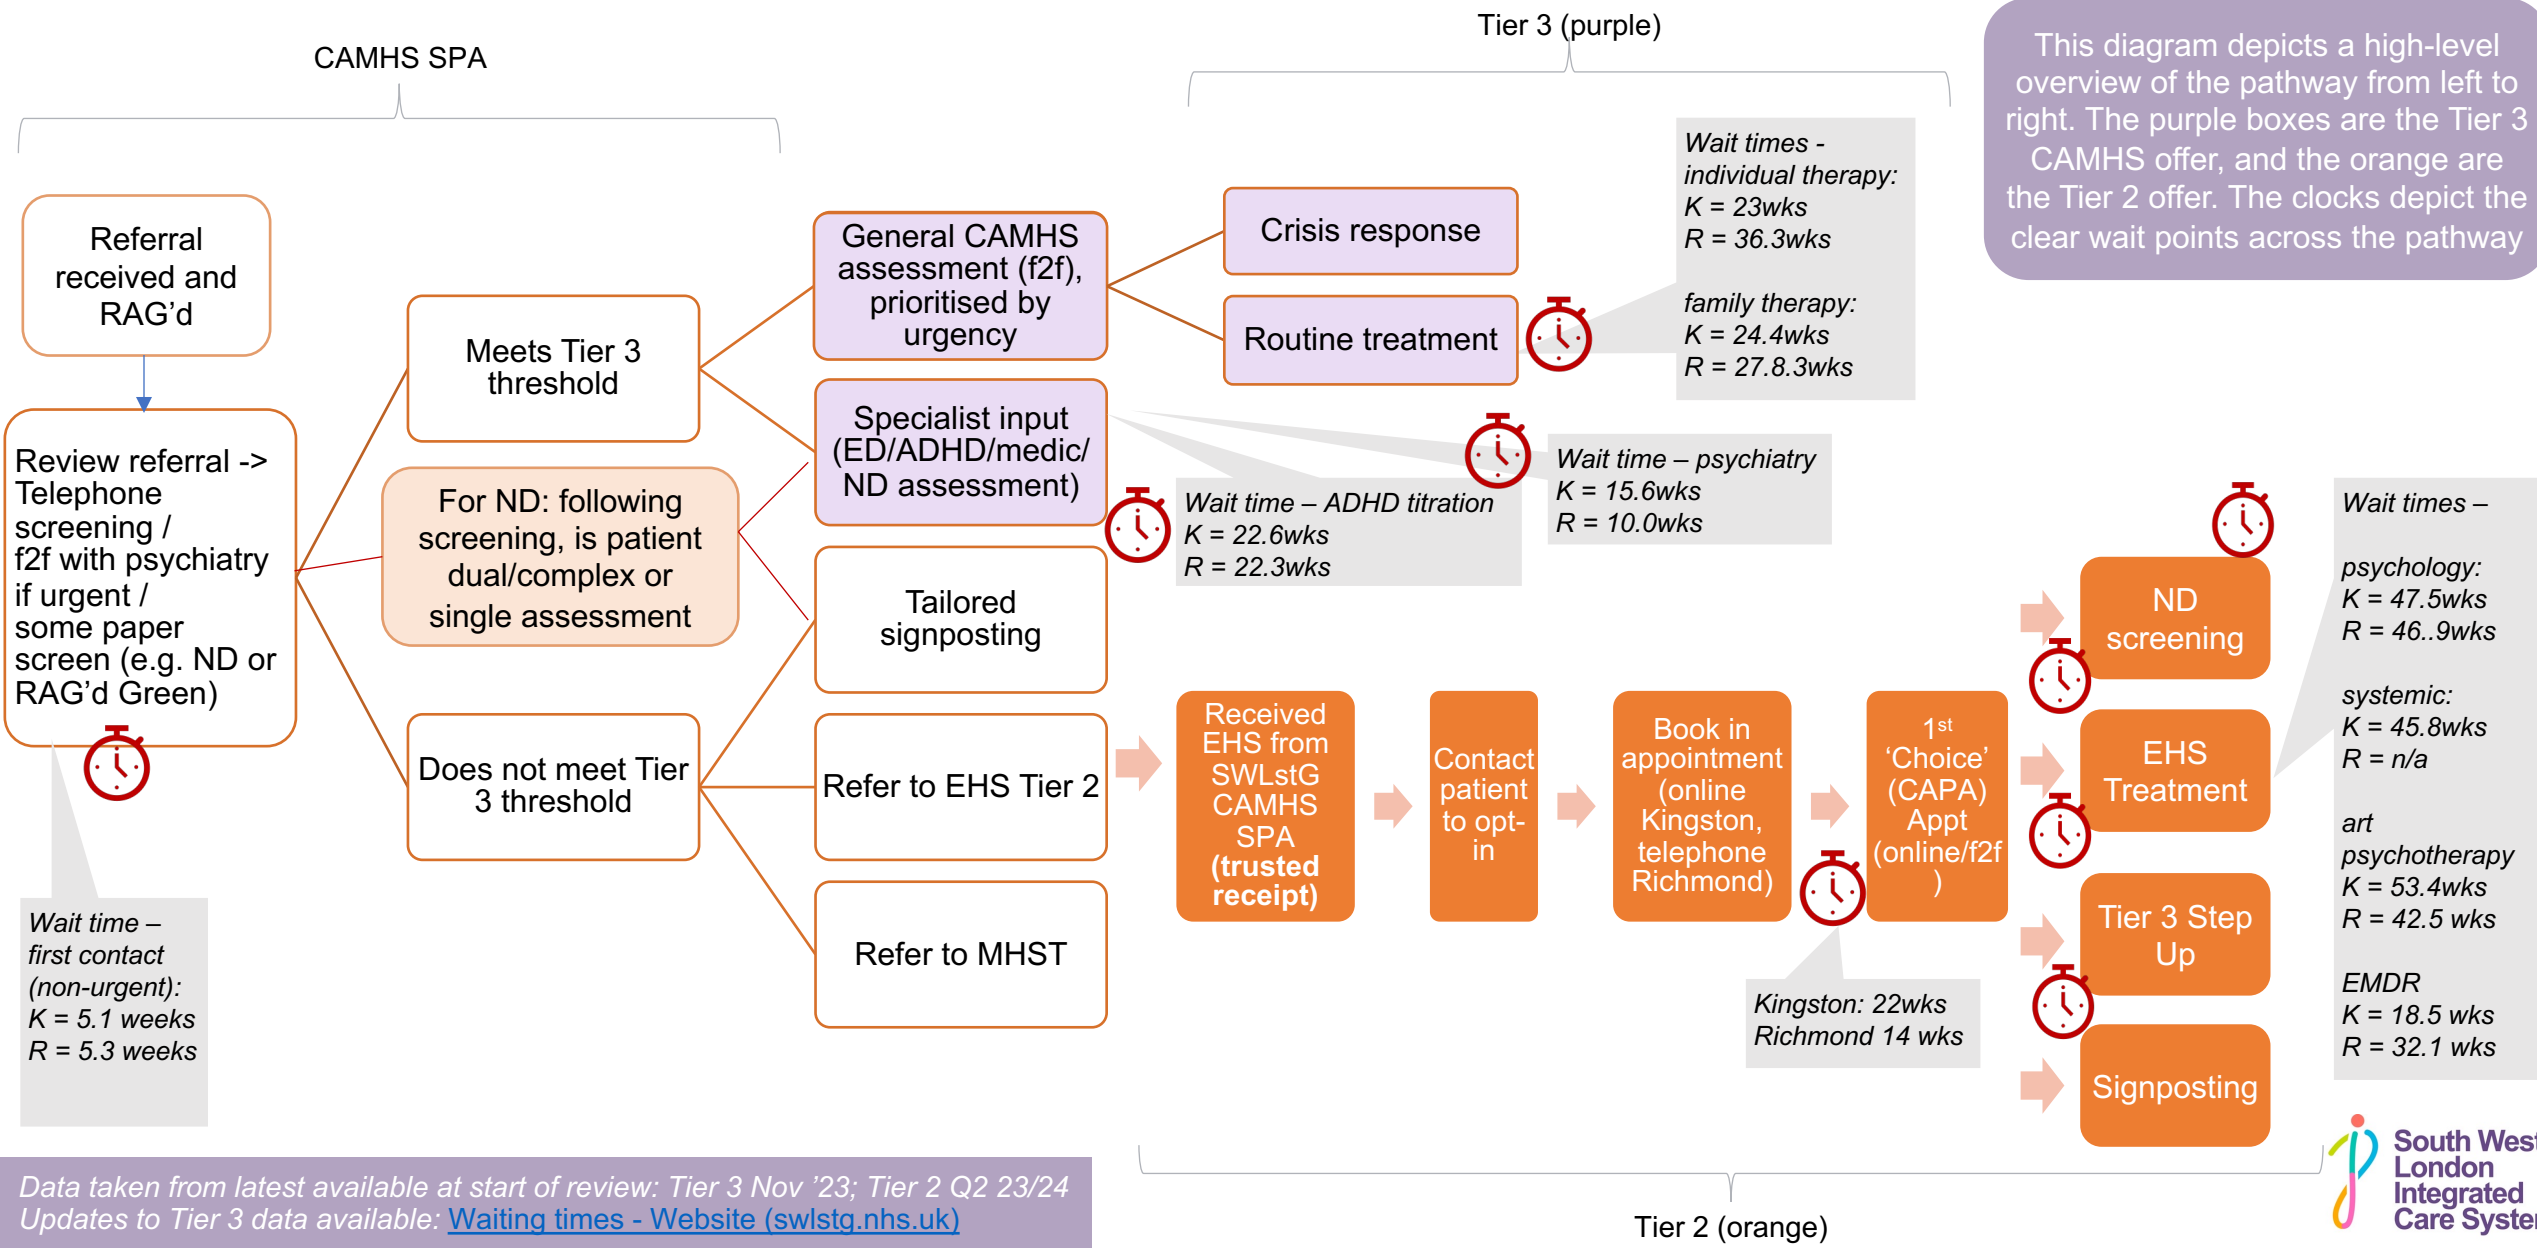 CAMHS SPA
Tier 3 (purple)
This diagram depicts a high-level
overview of the pathway from left to
right. The purple boxes are the Tier 3
CAMHS offer, and the orange are
the Tier 2 offer. The clocks depict the
clear wait points across the pathway
Referral
received and
RAG’d
Review referral ->
Telephone
screening /
f2f with psychiatry
if urgent /
some paper
screen (e.g. ND or
RAG’d Green)
Wait time –
first contact
(non-urgent):
K = 5.1 weeks
R = 5.3 weeks
Meets Tier 3
threshold
For ND: following
screening, is patient
dual/complex or
single assessment
Does not meet Tier
3 threshold
General CAMHS
assessment (f2f),
prioritised by
urgency
Specialist input
(ED/ADHD/medic/
ND assessment)
Tailored
signposting
Refer to EHS Tier 2
Refer to MHST
Crisis response
Routine treatment
Wait times -
individual therapy:
K = 23wks
R = 36.3wks
family therapy:
K = 24.4wks
R = 27.8.3wks
Wait time – ADHD titration
K = 22.6wks
R = 22.3wks
Wait time – psychiatry
K = 15.6wks
R = 10.0wks
Received
EHS from
SWLstG
CAMHS
SPA
(trusted
receipt)
Contact
patient
to opt-
in
Book in
appointment
(online
Kingston,
telephone
Richmond)
1st
‘Choice’
(CAPA)
Appt
(online/f2f
)
Kingston: 22wks
Richmond 14 wks
ND
screening
EHS
Treatment
Tier 3 Step
Up
Signposting
Wait times –
psychology:
K = 47.5wks
R = 46..9wks
systemic:
K = 45.8wks
R = n/a
art
psychotherapy
K = 53.4wks
R = 42.5 wks
EMDR
K = 18.5 wks
R = 32.1 wks
Tier 2 (orange)
Data taken from latest available at start of review: Tier 3 Nov ’23; Tier 2 Q2 23/24
Updates to Tier 3 data available: Waiting times - Website (swlstg.nhs.uk)
South West
London
Integrated
Care System